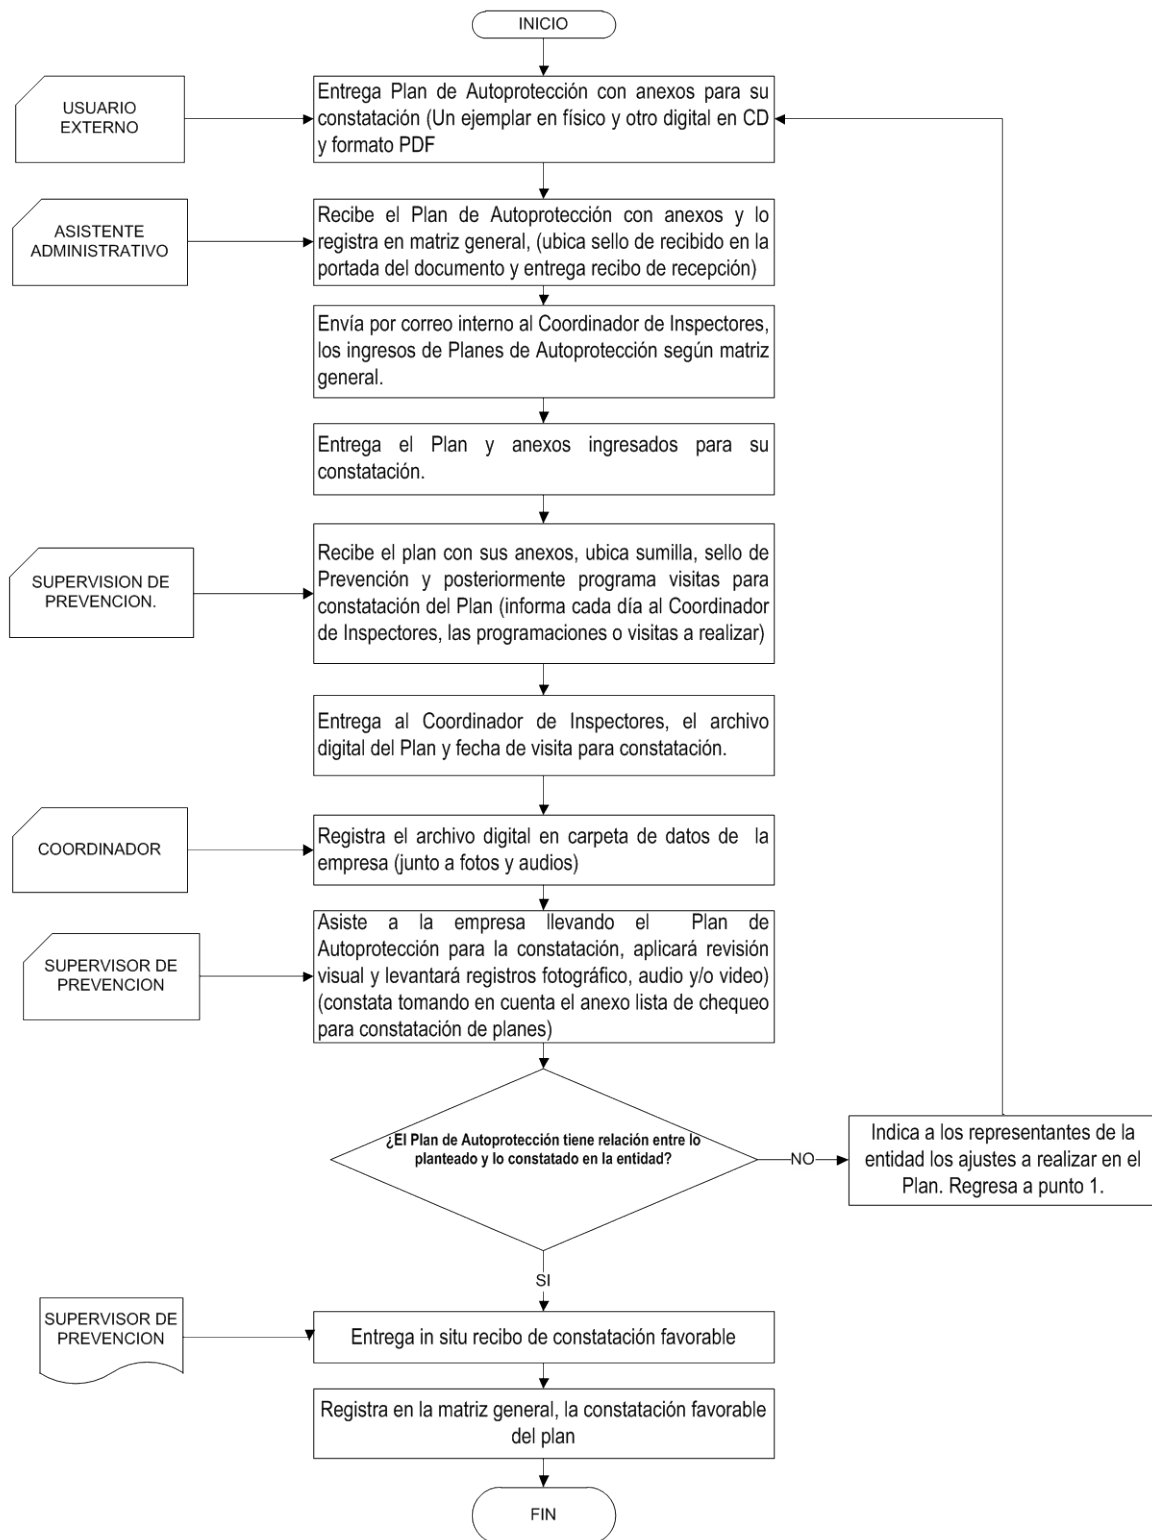 INICIO
USUARIO
EXTERNO
Entrega Plan de Autoprotección con anexos para su
constatación (Un ejemplar en físico y otro digital en CD
y formato PDF
ASISTENTE
ADMINISTRATIVO
Recibe el Plan de Autoprotección con anexos y lo
registra en matriz general, (ubica sello de recibido en la
portada del documento y entrega recibo de recepción)
Envía por correo interno al Coordinador de Inspectores,
los ingresos de Planes de Autoprotección según matriz
general.
Entrega el Plan y anexos ingresados para su
constatación.
SUPERVISION DE
PREVENCION.
Recibe el plan con sus anexos, ubica sumilla, sello de
Prevención y posteriormente programa visitas para
constatación del Plan (informa cada día al Coordinador
de Inspectores, las programaciones o visitas a realizar)
Entrega al Coordinador de Inspectores, el archivo
digital del Plan y fecha de visita para constatación.
COORDINADOR
Registra el archivo digital en carpeta de datos de la
empresa (junto a fotos y audios)
SUPERVISOR DE
PREVENCION
Asiste a la empresa llevando el Plan de
Autoprotección para la constatación, aplicará revisión
visual y levantará registros fotográfico, audio y/o video)
(constata tomando en cuenta el anexo lista de chequeo
para constatación de planes)
¿El Plan de Autoprotección tiene relación entre lo
planteado y lo constatado en la entidad?
NO
Indica a los representantes de la
entidad los ajustes a realizar en el
Plan. Regresa a punto 1.
SI
SUPERVISOR DE
PREVENCION
Entrega in situ recibo de constatación favorable
Registra en la matriz general, la constatación favorable
del plan
FIN